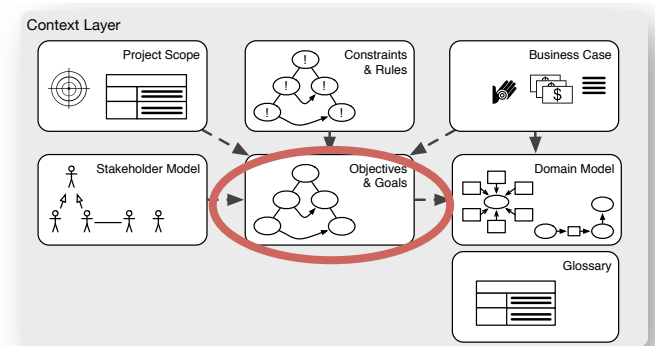 Context Layer
Project Scope
Constraints
& Rules
!
! !
! !
Business Case
$
Stakeholder Model
Objectives
& Goals
Domain Model
Glossary